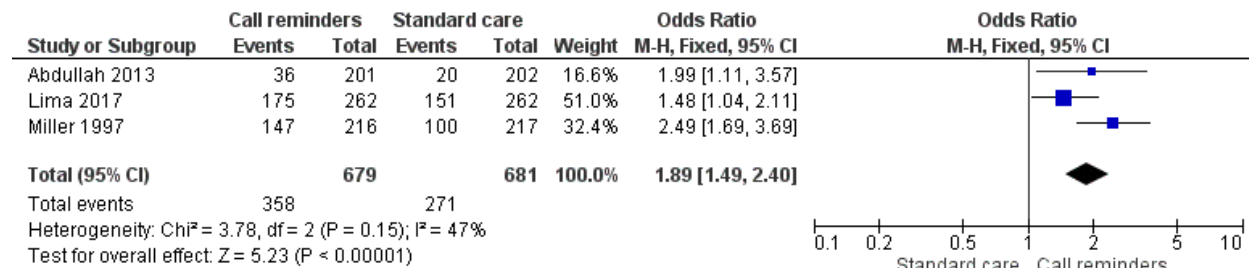 Call reminders Standard care Odds Ratio Odds Ratio
Study or Subgroup Events Total Events Total Weight M-H, Fixed, 95% CI M-H, Fixed, 95% CI
Abdullah 2013 36 201 20 202 16.6% 1.99 [1.11, 3.57]
Lima 2017 175 262 151 262 51.0% 1.48 [1.04, 2.11]
Miller 1997 147 216 100 217 32.4% 2.49 [1.69, 3.69]
Total (95% CI) 679 681 100.0% 1.89 [1.49, 2.40]
Total events 358 271
Heterogeneity: Chi² = 3.78, df = 2 (P = 0.15); I² = 47%
Test for overall effect: Z = 5.23 (P < 0.00001)
0.1 0.2 0.5 1 2 5 10
Standard care Call reminders